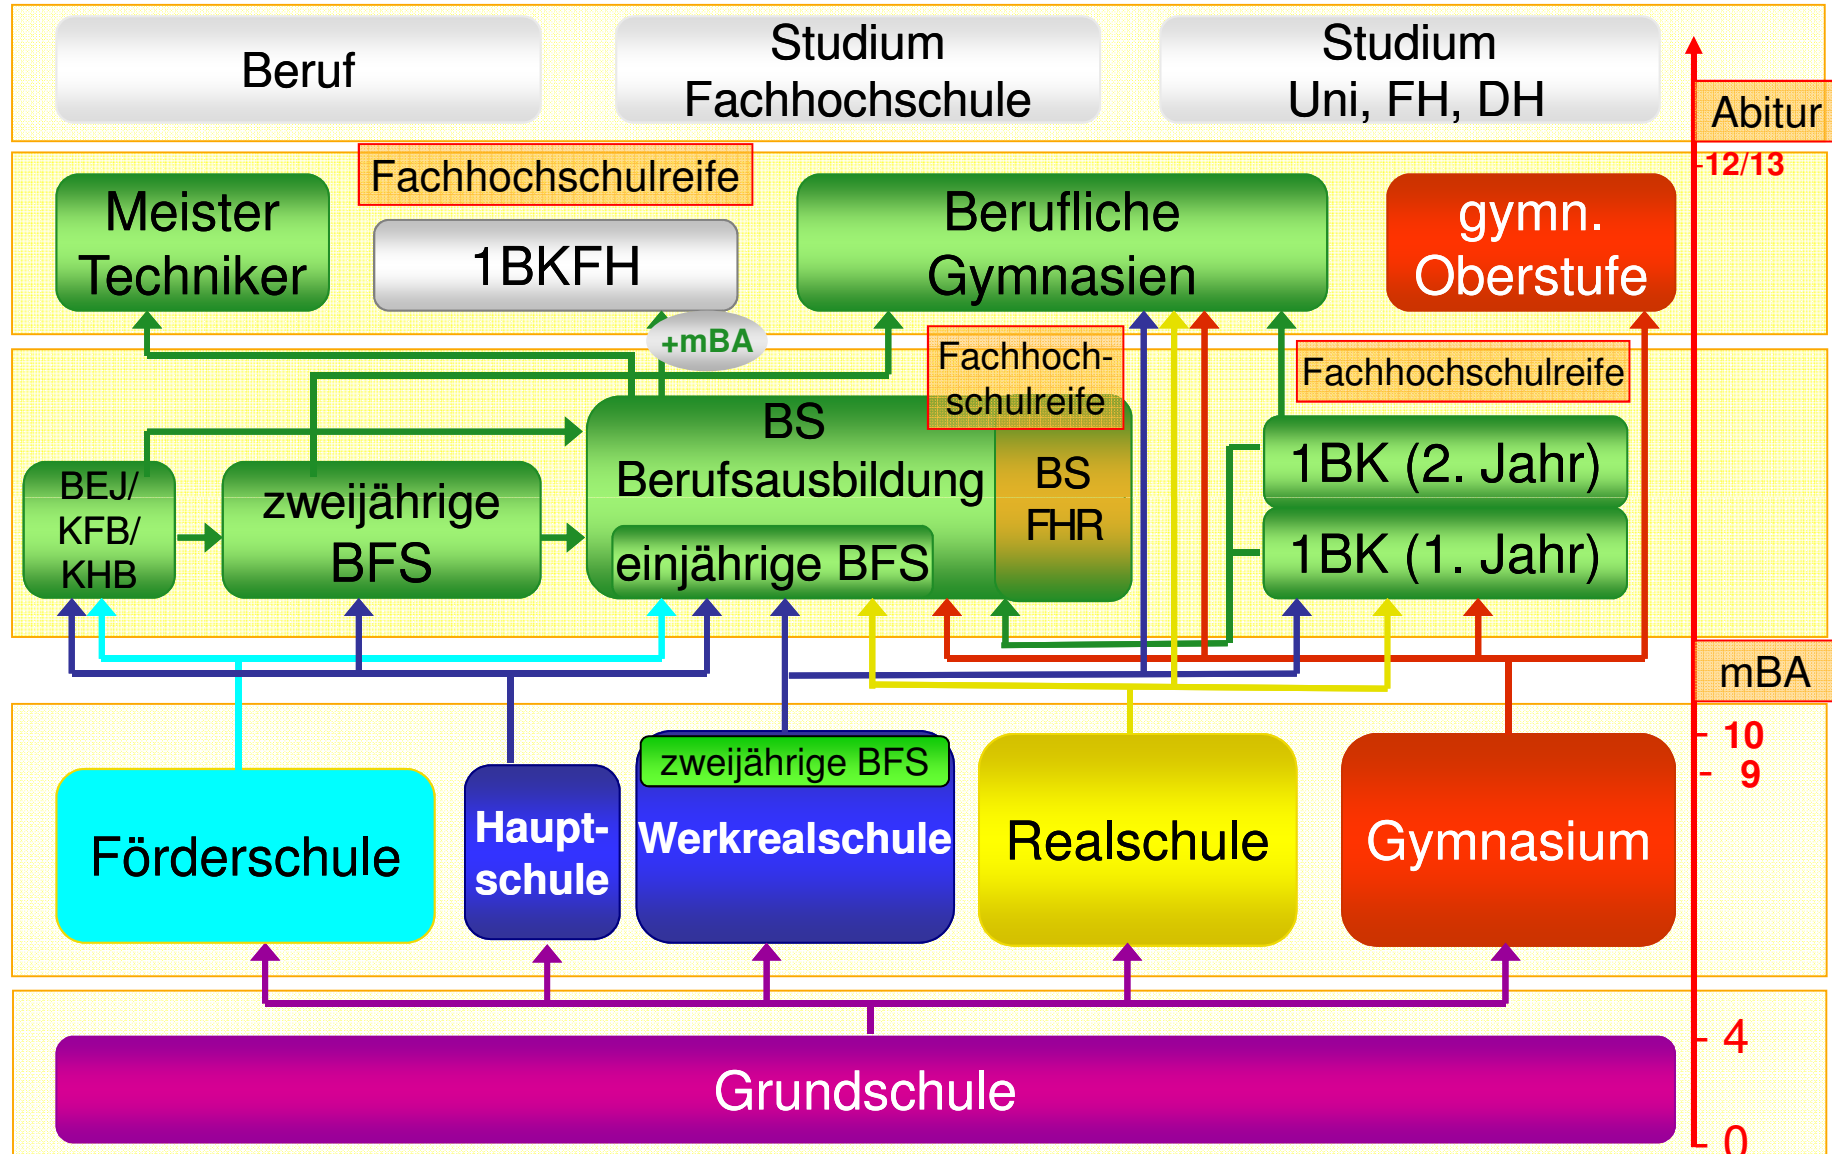 Beruf
Studium
Fachhochschule
Studium
Uni, FH, DH
Abitur
12/13
Fachhochschulreife
Meister
Techniker
1BKFH
Berufliche
Gymnasien
gymn.
Oberstufe
+mBA
Fachhoch-
schulreife
Fachhochschulreife
BEJ/
KFB/
KHB
zweijährige
BFS
BS
Berufsausbildung
einjährige BFS
BS
FHR
1BK (2. Jahr)
1BK (1. Jahr)
mBA
10
9
Förderschule
Haupt-
schule
zweijährige BFS
Werkrealschule
Realschule
Gymnasium
4
Grundschule
0